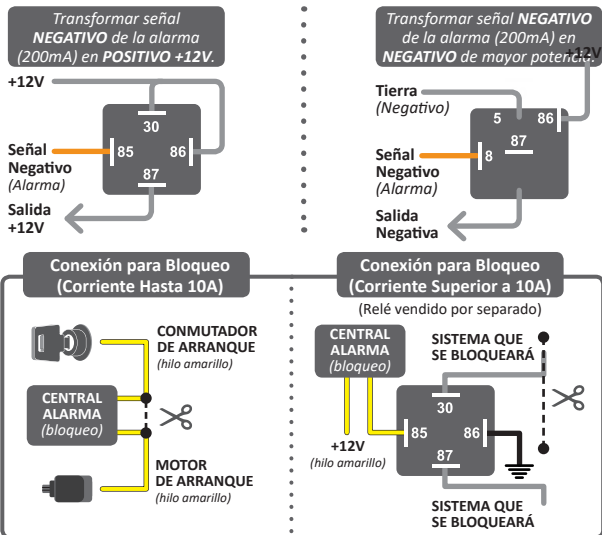 Transformar señal
NEGATIVO de la alarma
(200mA) en POSITIVO +12V.
+12V
30
85
86
87
Señal
Negativo
(Alarma)
Salida
+12V
Transformar señal NEGATIVO
de la alarma (200mA) en
NEGATIVO de mayor potencia.
+12V
Tierra
(Negativo)
5
86
87
8
Señal
Negativo
(Alarma)
Salida
Negativa
Conexión para Bloqueo
(Corriente Hasta 10A)
CONMUTADOR
DE ARRANQUE
(hilo amarillo)
CENTRAL
ALARMA
(bloqueo)
MOTOR
DE ARRANQUE
(hilo amarillo)
Conexión para Bloqueo
(Corriente Superior a 10A)
(Relé vendido por separado)
CENTRAL
ALARMA
(bloqueo)
SISTEMA QUE
SE BLOQUEARÁ
30
85
86
87
+12V
(hilo amarillo)
SISTEMA QUE
SE BLOQUEARÁ